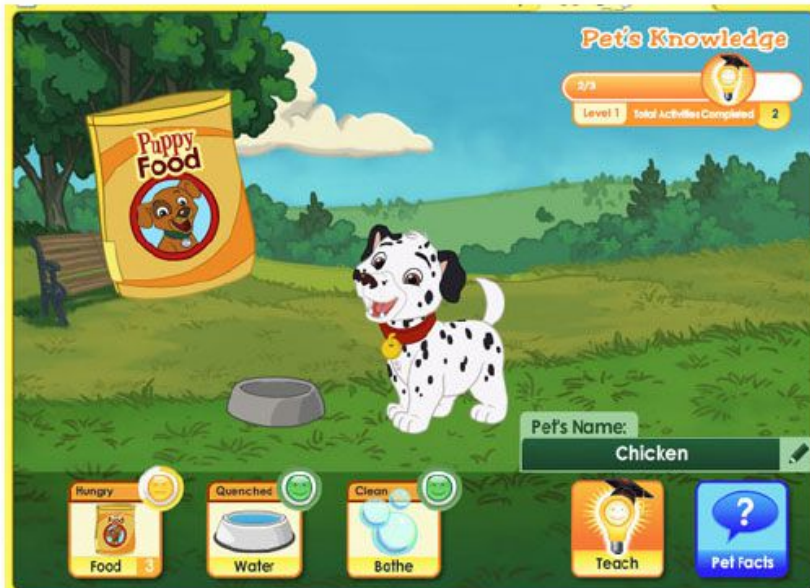 Pet's Knowledge
2/3
Level 1 Total Activities Completed 2
Puppy
Food
Pet's Name:
Chicken
Hungry
Food 3
Quenched
Water
Clean
Bathe
Teach
?
Pet Facts